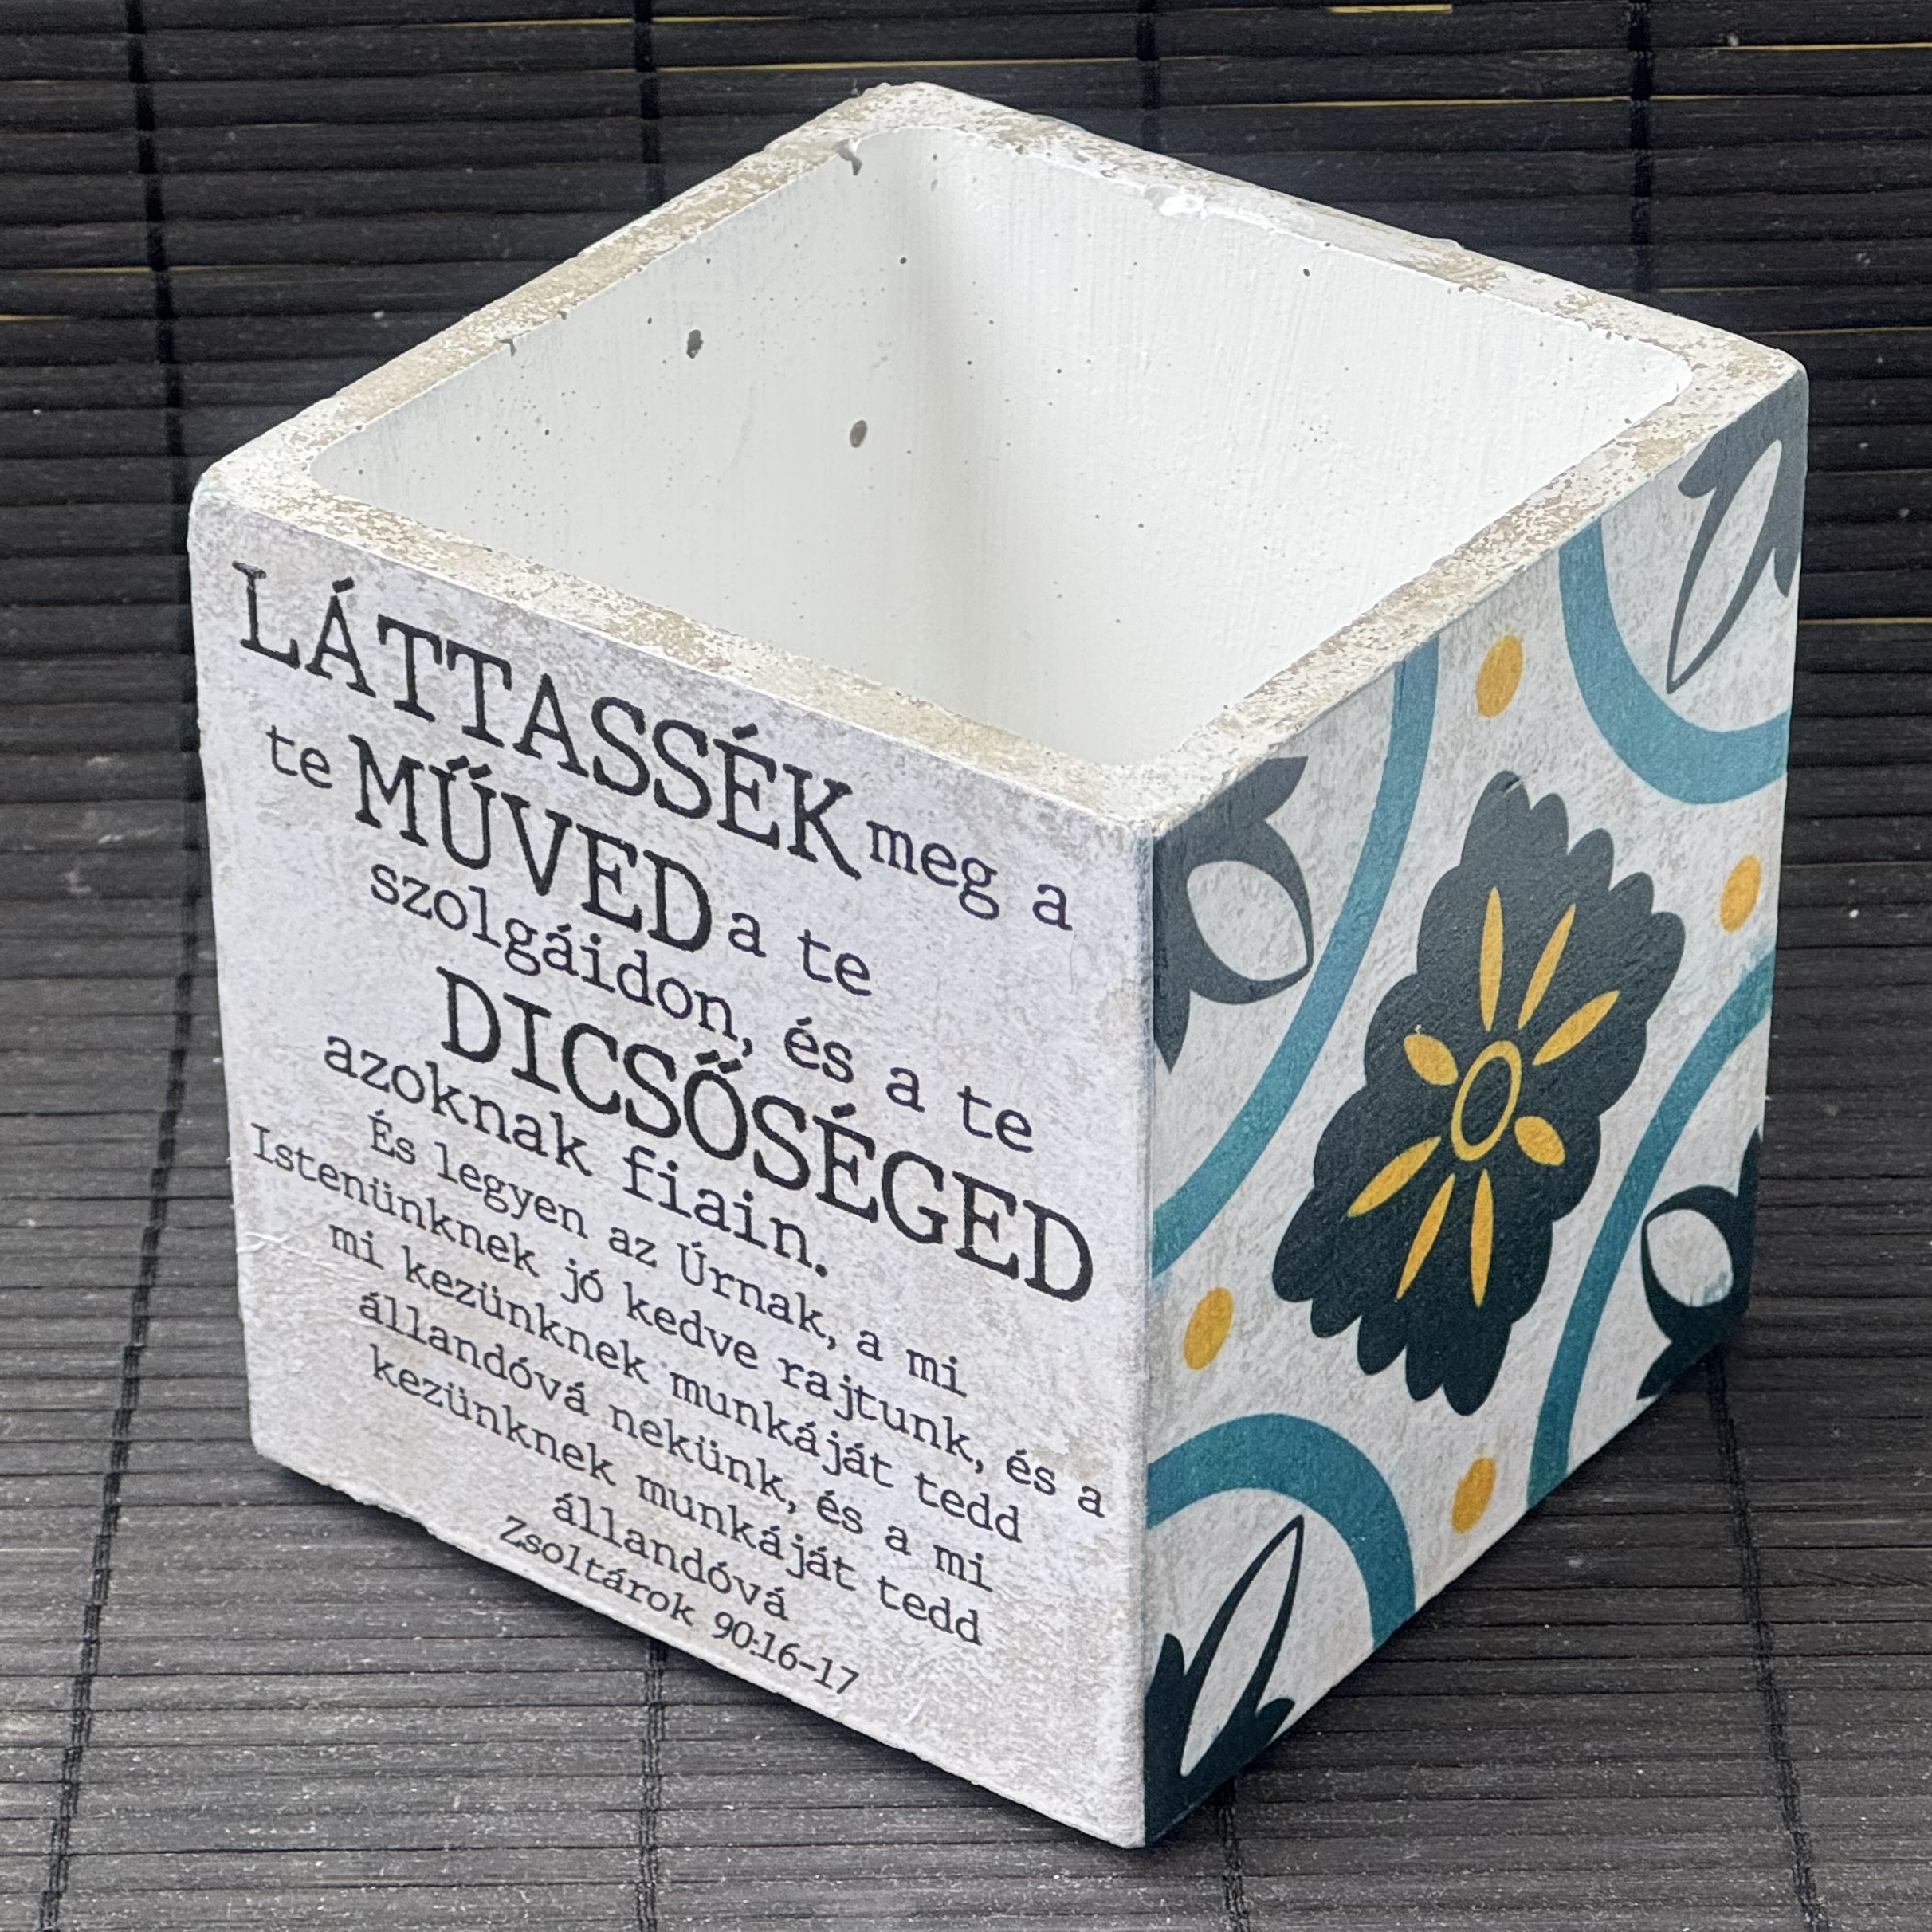 LÁTTASSÉK meg a
te MŰVED a te
szolgáidon, és a te
DICSŐSÉGED
azoknak fiain.
És legyen az Úrnak, a mi
Istenünknek jó kedve rajtunk, és a
mi kezünknek munkáját tedd
állandóvá nekünk, és a mi
kezünknek munkáját tedd
állandóvá
Zsoltárok 90:16-17